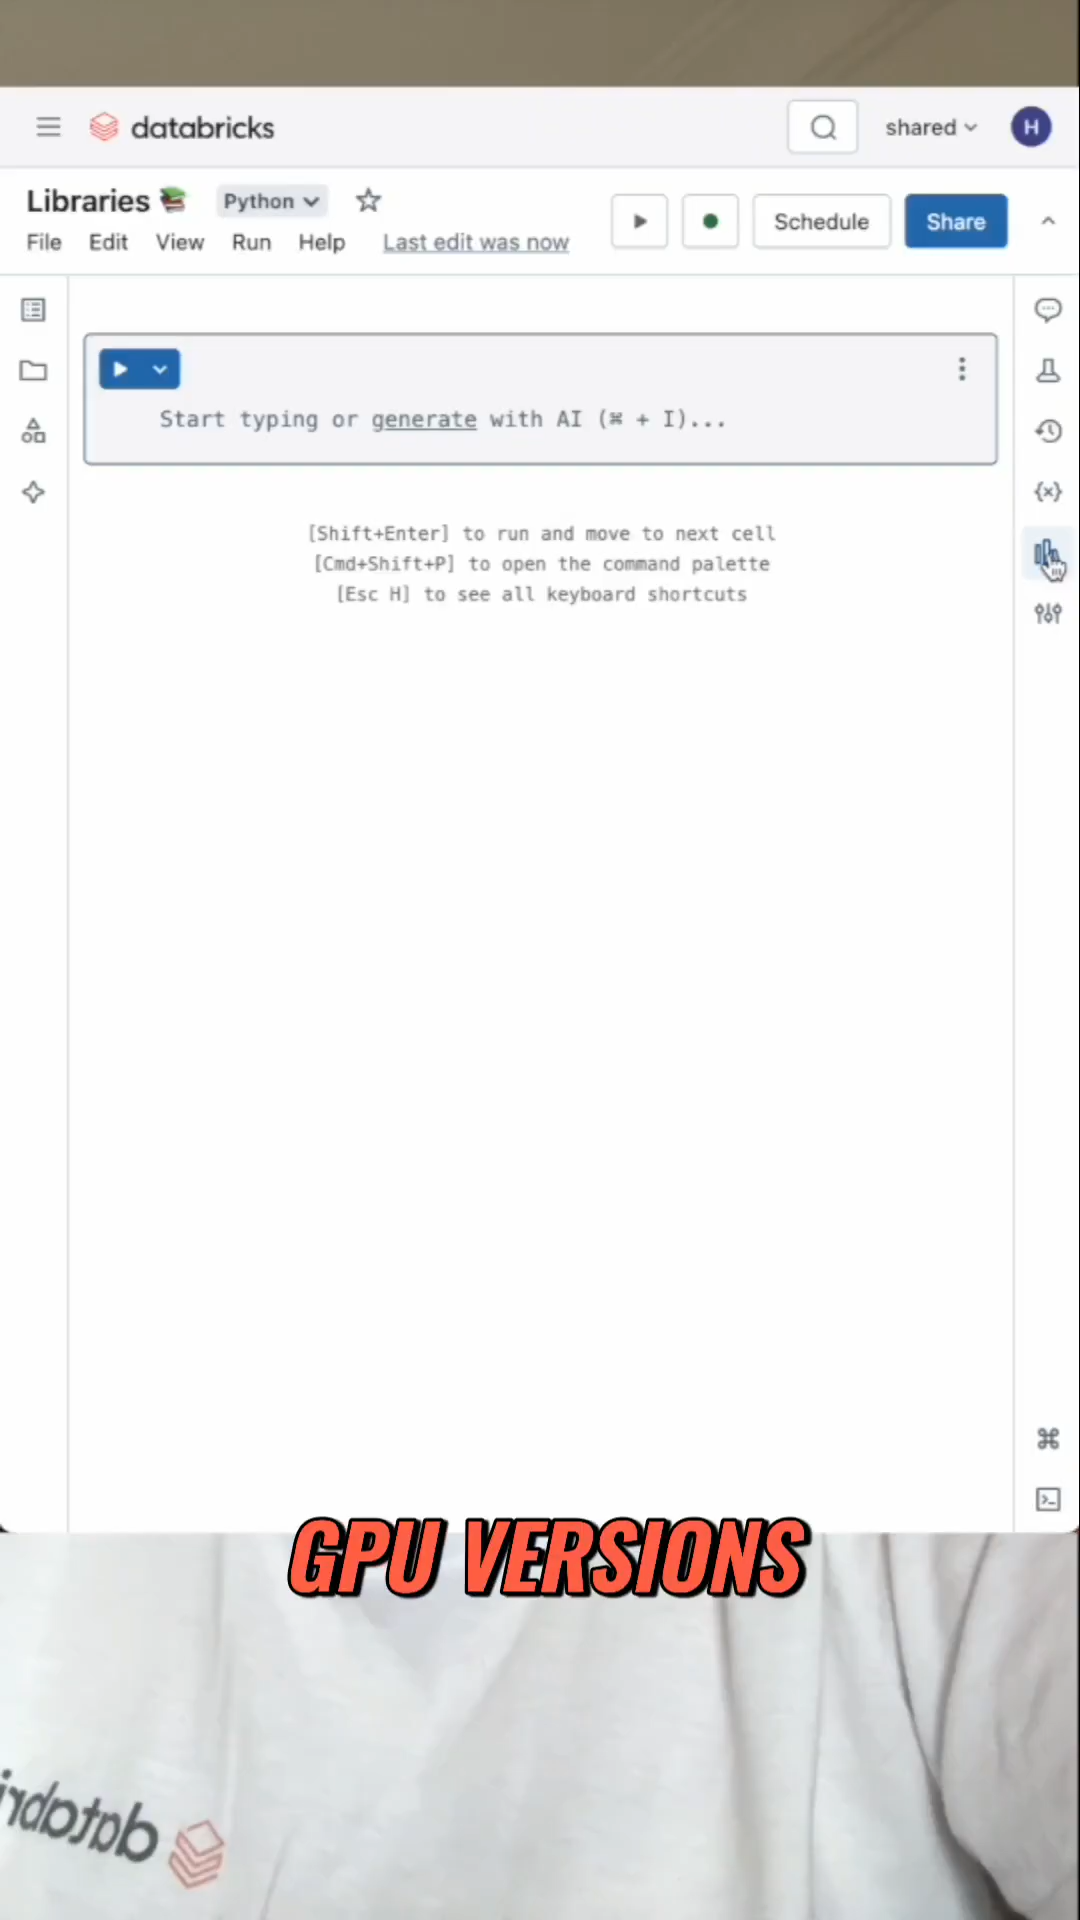 databricks
shared
H
Libraries
Python
File Edit View Run Help Last edit was now
Schedule
Share
Start typing or generate with AI (⌘ + I)...
[Shift+Enter] to run and move to next cell
[Cmd+Shift+P] to open the command palette
[Esc H] to see all keyboard shortcuts
GPU VERSIONS
databri